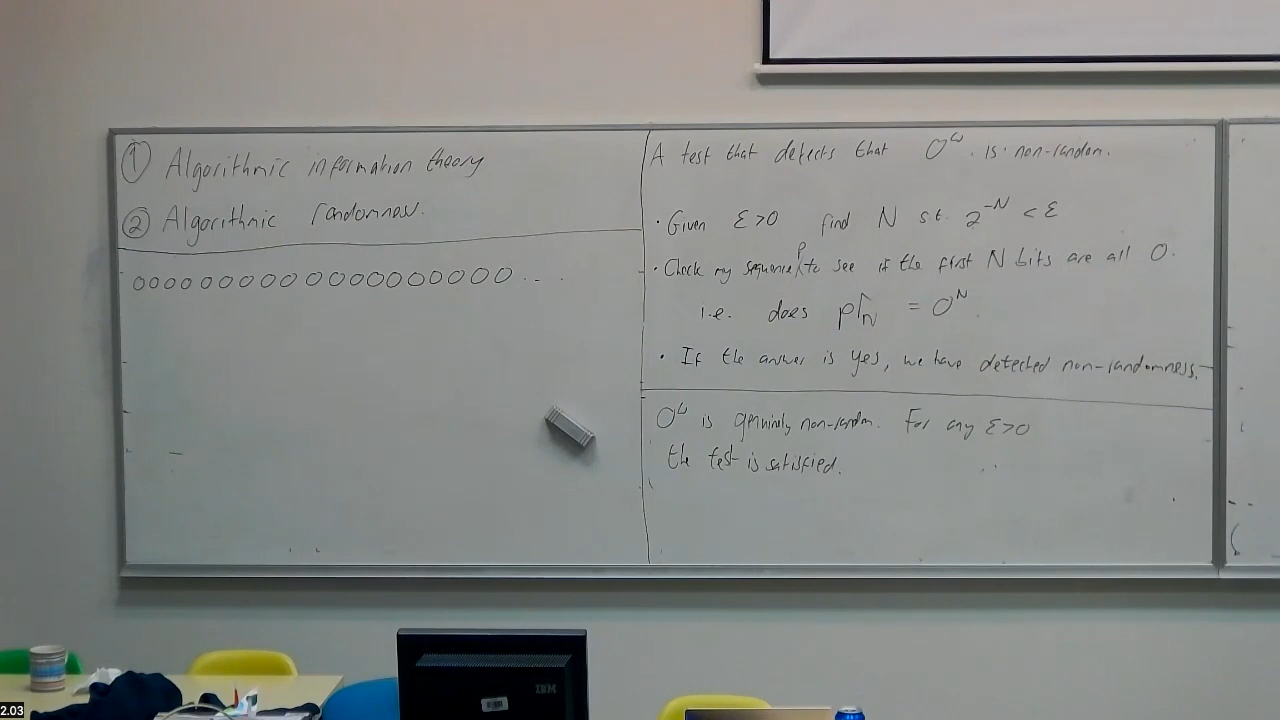 ① Algorithmic information theory
② Algorithmic randomness.
0000000000000000000...
A test that detects that 0^ω is non-random.
· Given ε>0 find N s.t. 2^-N < ε
· Check my sequence p to see if the first N bits are all 0.
i.e. does p↾N = 0^N
· If the answer is yes, we have detected non-randomness.
0^ω is genuinely non-random. For any ε>0
the test is satisfied.
IBM
2.03